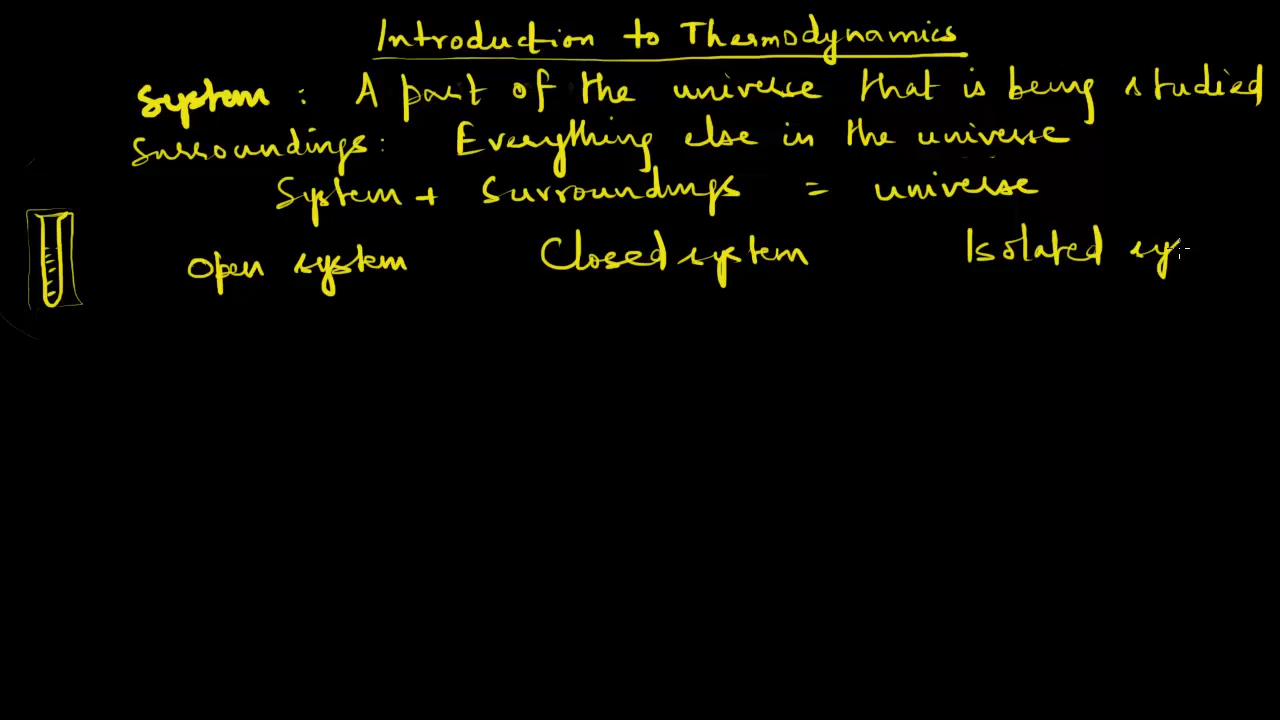 Introduction to Thermodynamics
System : A part of the universe that is being studied
Surroundings : Everything else in the universe
System + Surroundings = universe
Open system Closed system Isolated sy